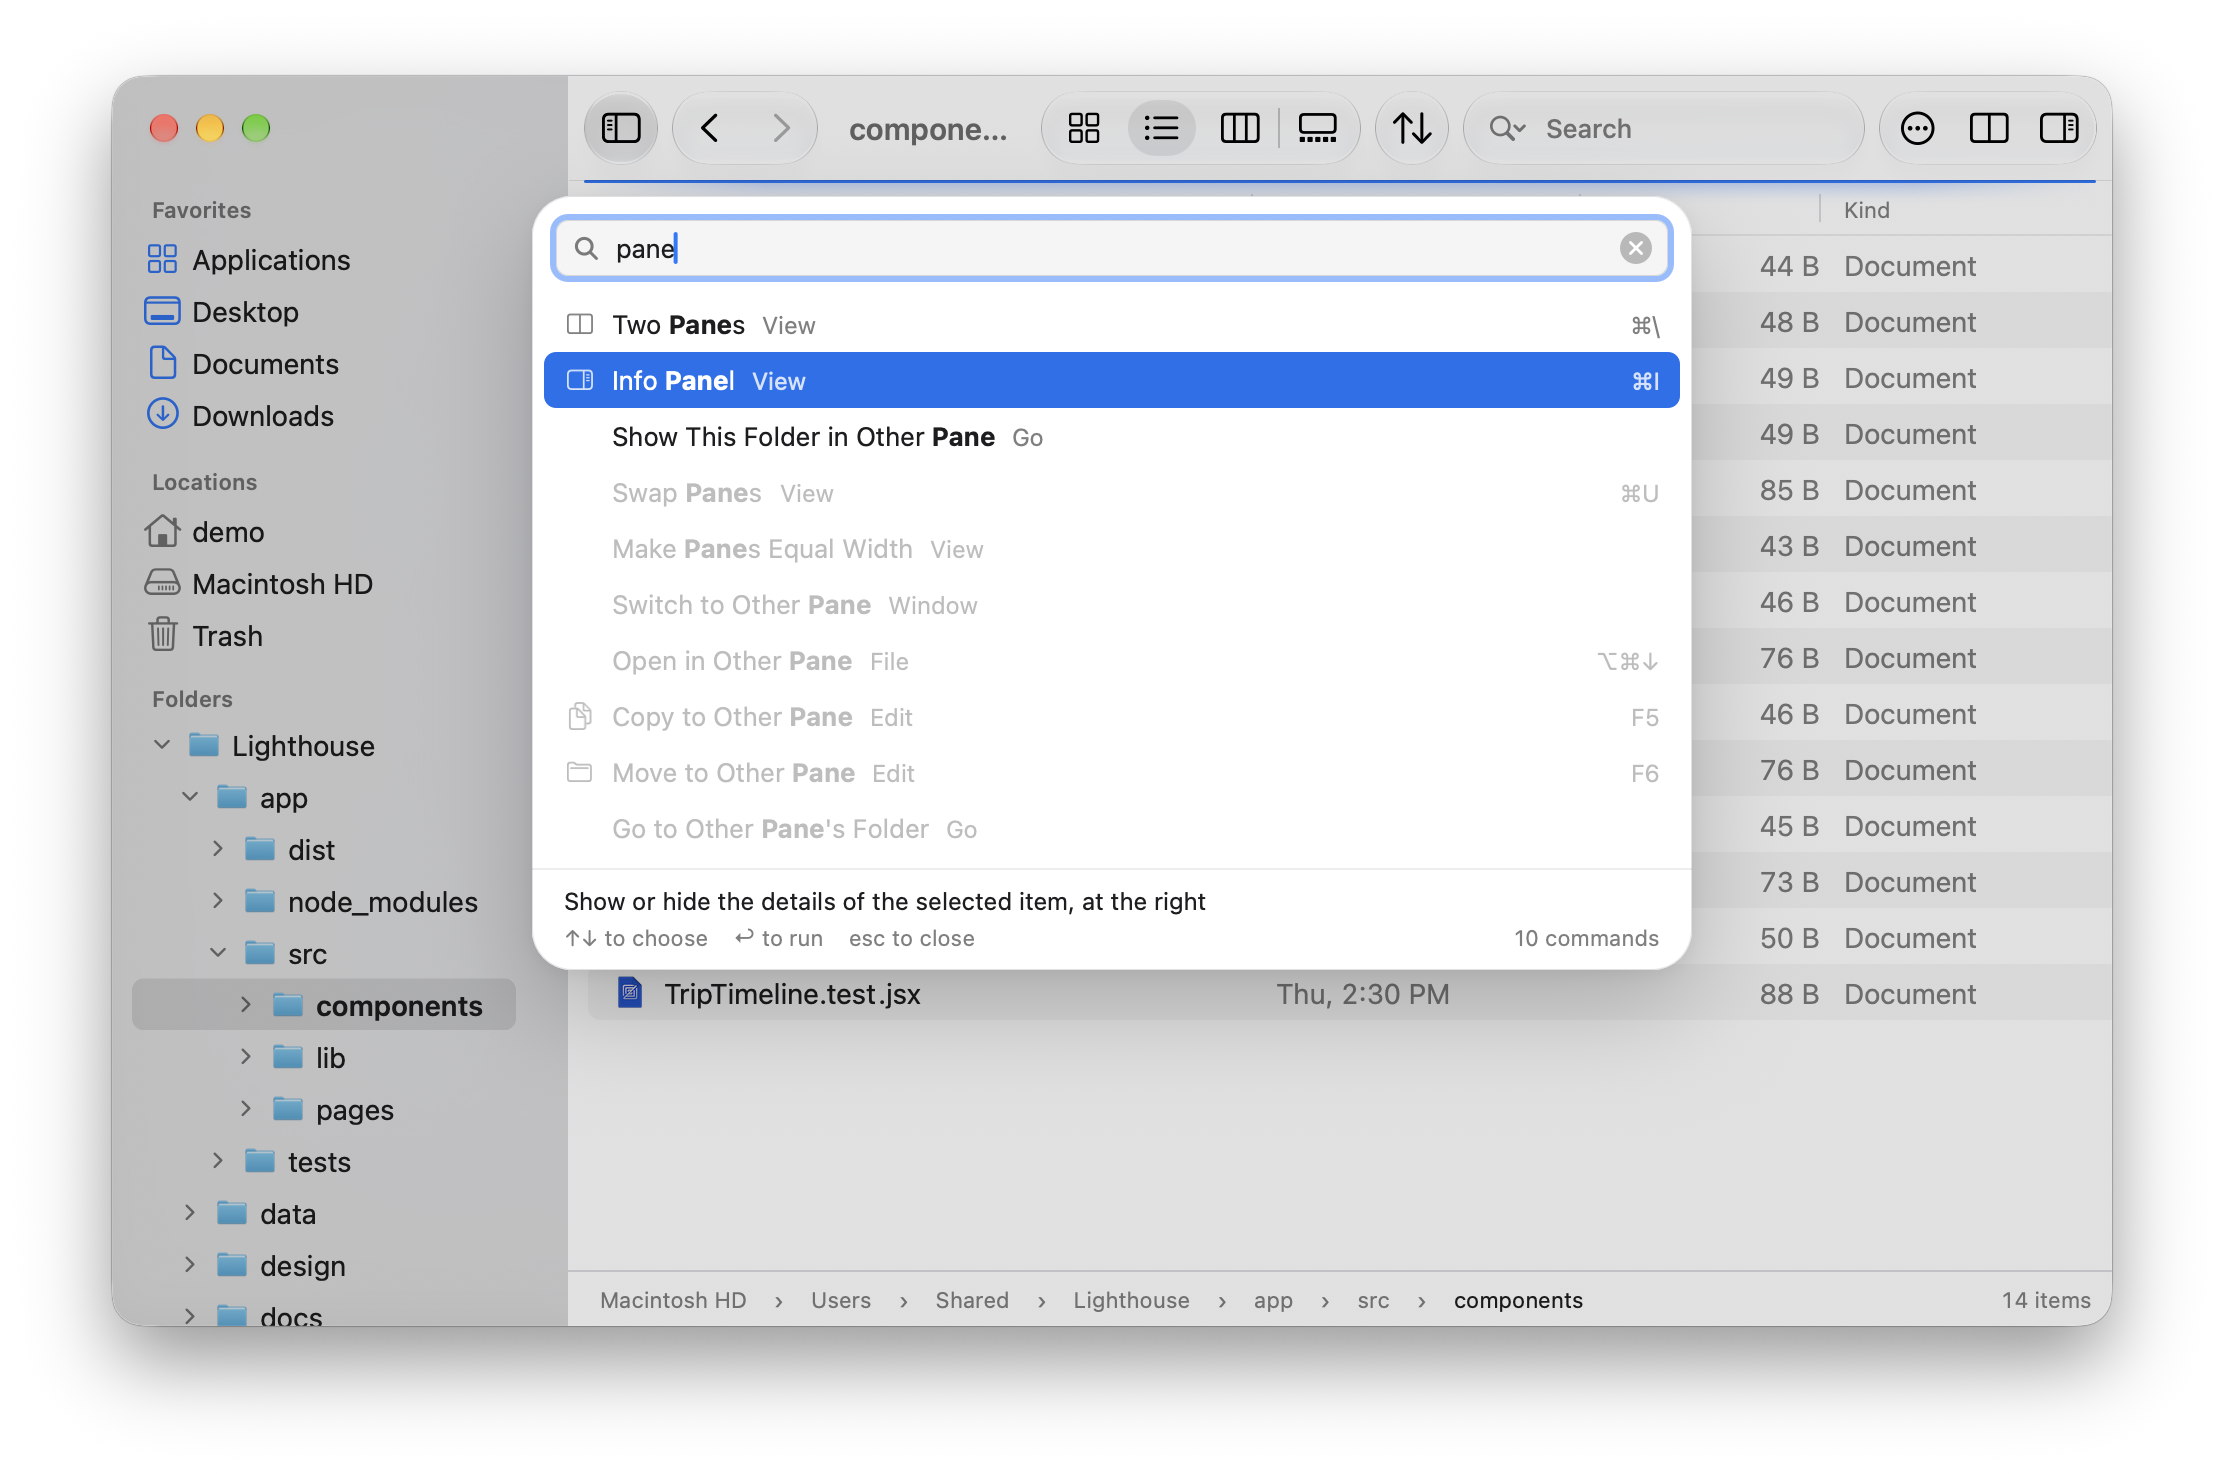 compone...
Search
Favorites
Applications
Desktop
Documents
Downloads
Locations
demo
Macintosh HD
Trash
Folders
Lighthouse
app
dist
node_modules
src
components
lib
pages
tests
data
design
docs
pane
Two Panes View ⌘\
Info Panel View ⌘I
Show This Folder in Other Pane Go
Swap Panes View ⌘U
Make Panes Equal Width View
Switch to Other Pane Window
Open in Other Pane File ⌥⌘↓
Copy to Other Pane Edit F5
Move to Other Pane Edit F6
Go to Other Pane's Folder Go
Show or hide the details of the selected item, at the right
↑↓ to choose ↩ to run esc to close 10 commands
Kind
44 B Document
48 B Document
49 B Document
49 B Document
85 B Document
43 B Document
46 B Document
76 B Document
46 B Document
76 B Document
45 B Document
73 B Document
50 B Document
TripTimeline.test.jsx Thu, 2:30 PM 88 B Document
Macintosh HD › Users › Shared › Lighthouse › app › src › components 14 items